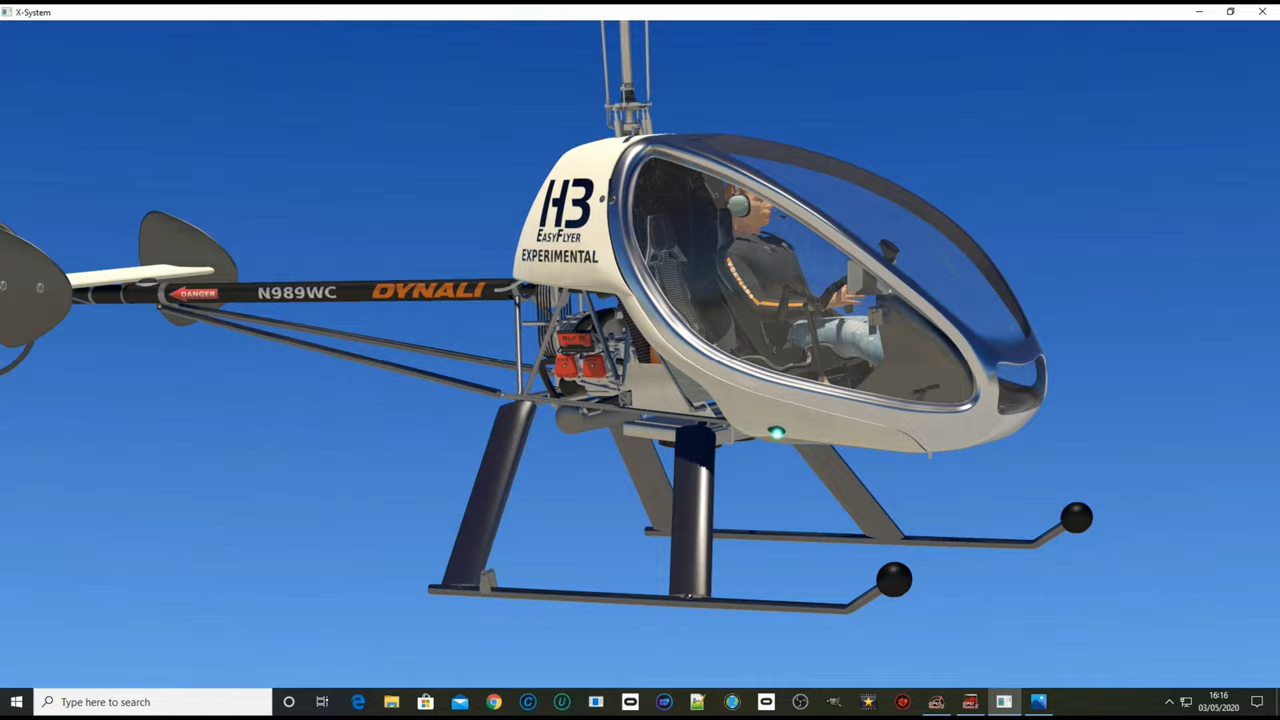 X-System
H3
EASYFLYER
EXPERIMENTAL
DANGER
N989WC
DYNALI
Type here to search
16:16
03/05/2020